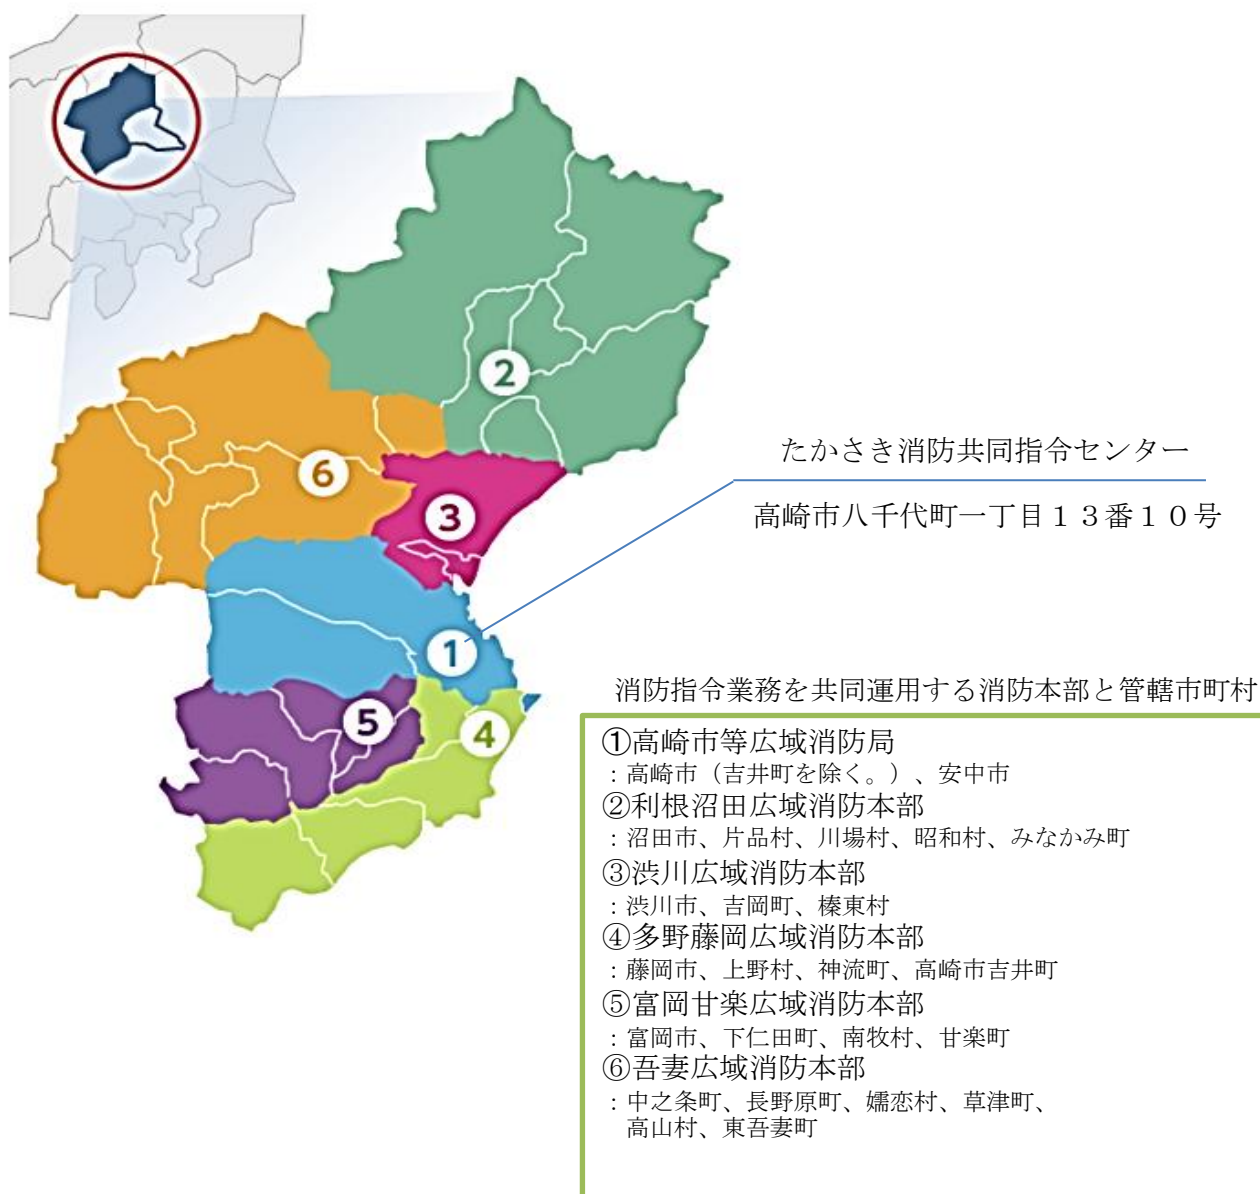 2
6
3
1
5
4
たかさき消防共同指令センター
高崎市八千代町一丁目１３番１０号
消防指令業務を共同運用する消防本部と管轄市町村
①高崎市等広域消防局
：高崎市（吉井町を除く。）、安中市
②利根沼田広域消防本部
：沼田市、片品村、川場村、昭和村、みなかみ町
③渋川広域消防本部
：渋川市、吉岡町、榛東村
④多野藤岡広域消防本部
：藤岡市、上野村、神流町、高崎市吉井町
⑤富岡甘楽広域消防本部
：富岡市、下仁田町、南牧村、甘楽町
⑥吾妻広域消防本部
：中之条町、長野原町、嬬恋村、草津町、
高山村、東吾妻町